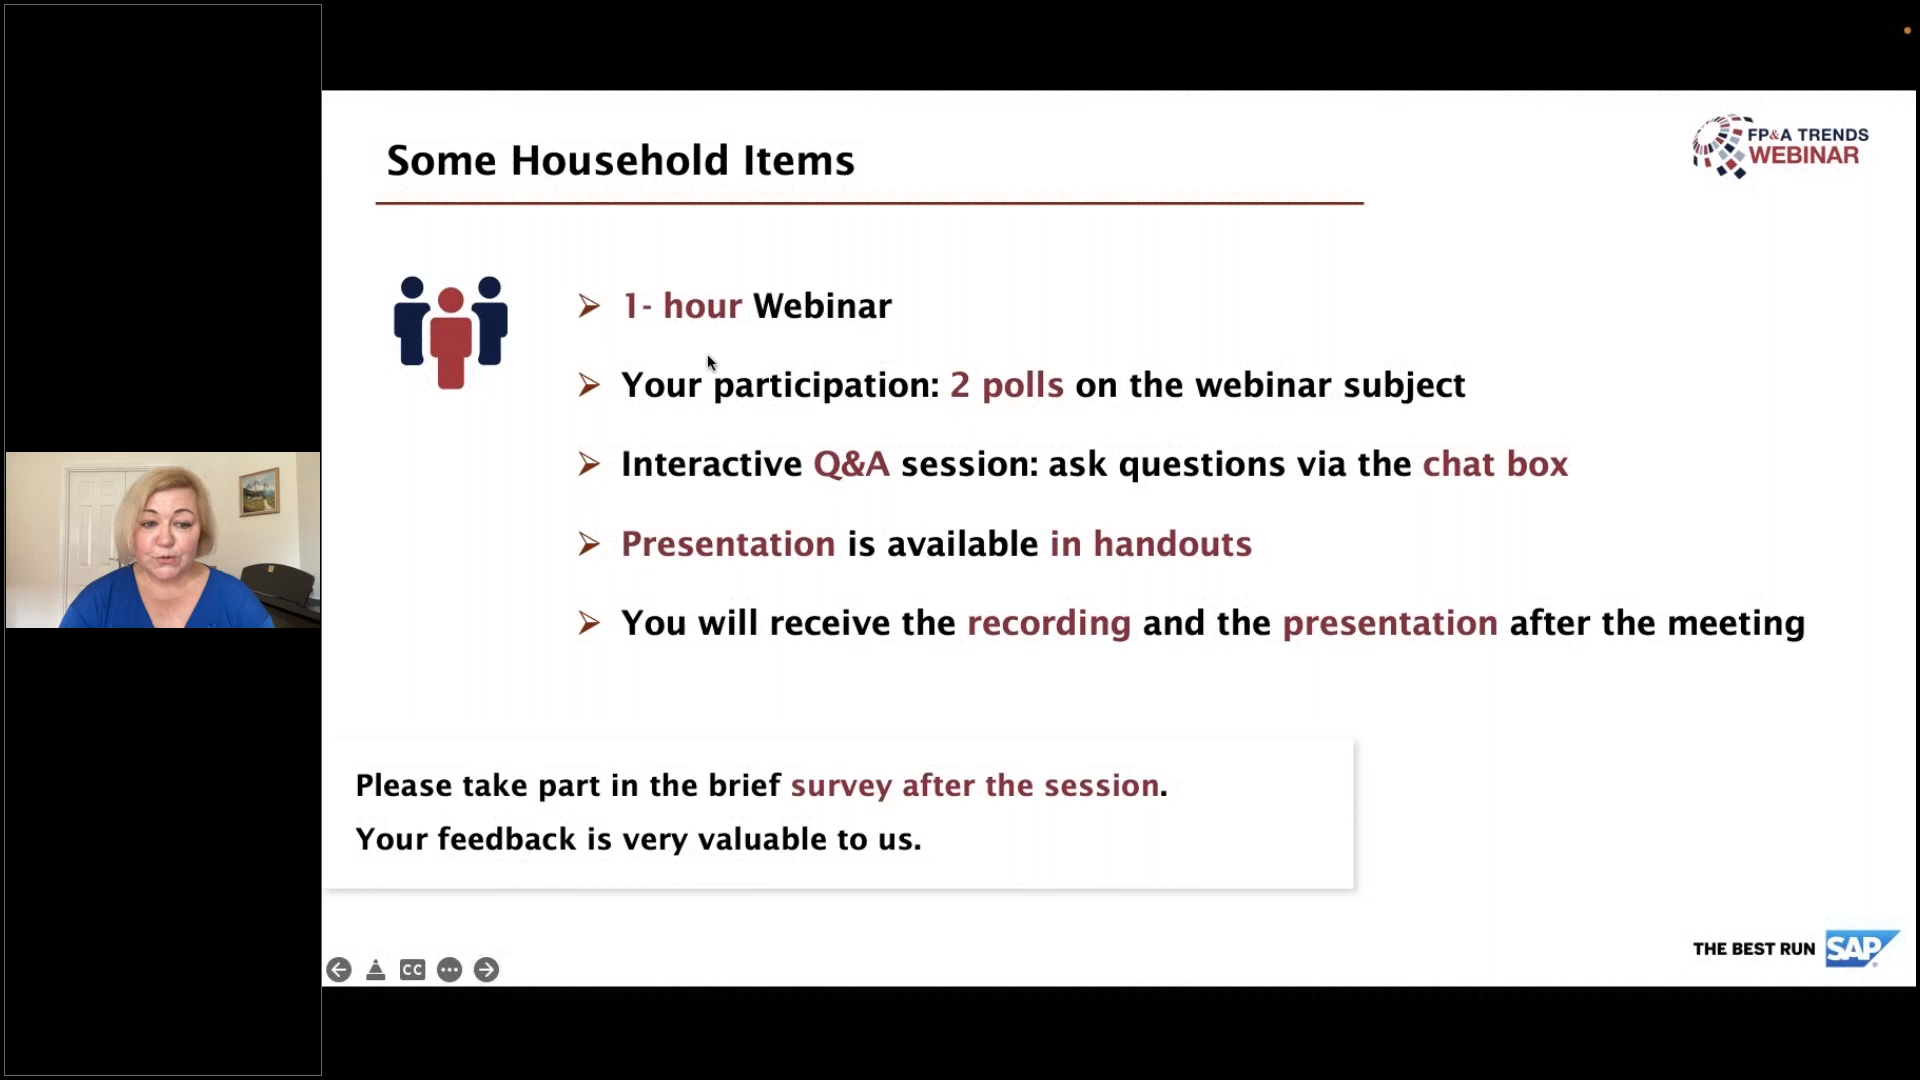 Some Household Items
FP&A TRENDS
WEBINAR
1- hour Webinar
Your participation: 2 polls on the webinar subject
Interactive Q&A session: ask questions via the chat box
Presentation is available in handouts
You will receive the recording and the presentation after the meeting
Please take part in the brief survey after the session.
Your feedback is very valuable to us.
THE BEST RUN SAP®
CC